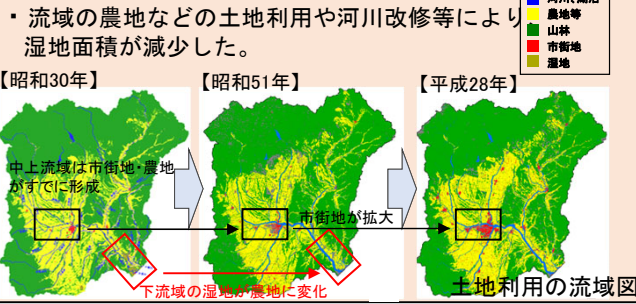 ・流域の農地などの土地利用や河川改修等により
湿地面積が減少した。
農地等
山林
市街地
湿地
【昭和30年】
【昭和51年】
【平成28年】
中上流域は市街地・農地
がすでに形成
市街地が拡大
下流域の湿地が農地に変化
土地利用の流域図